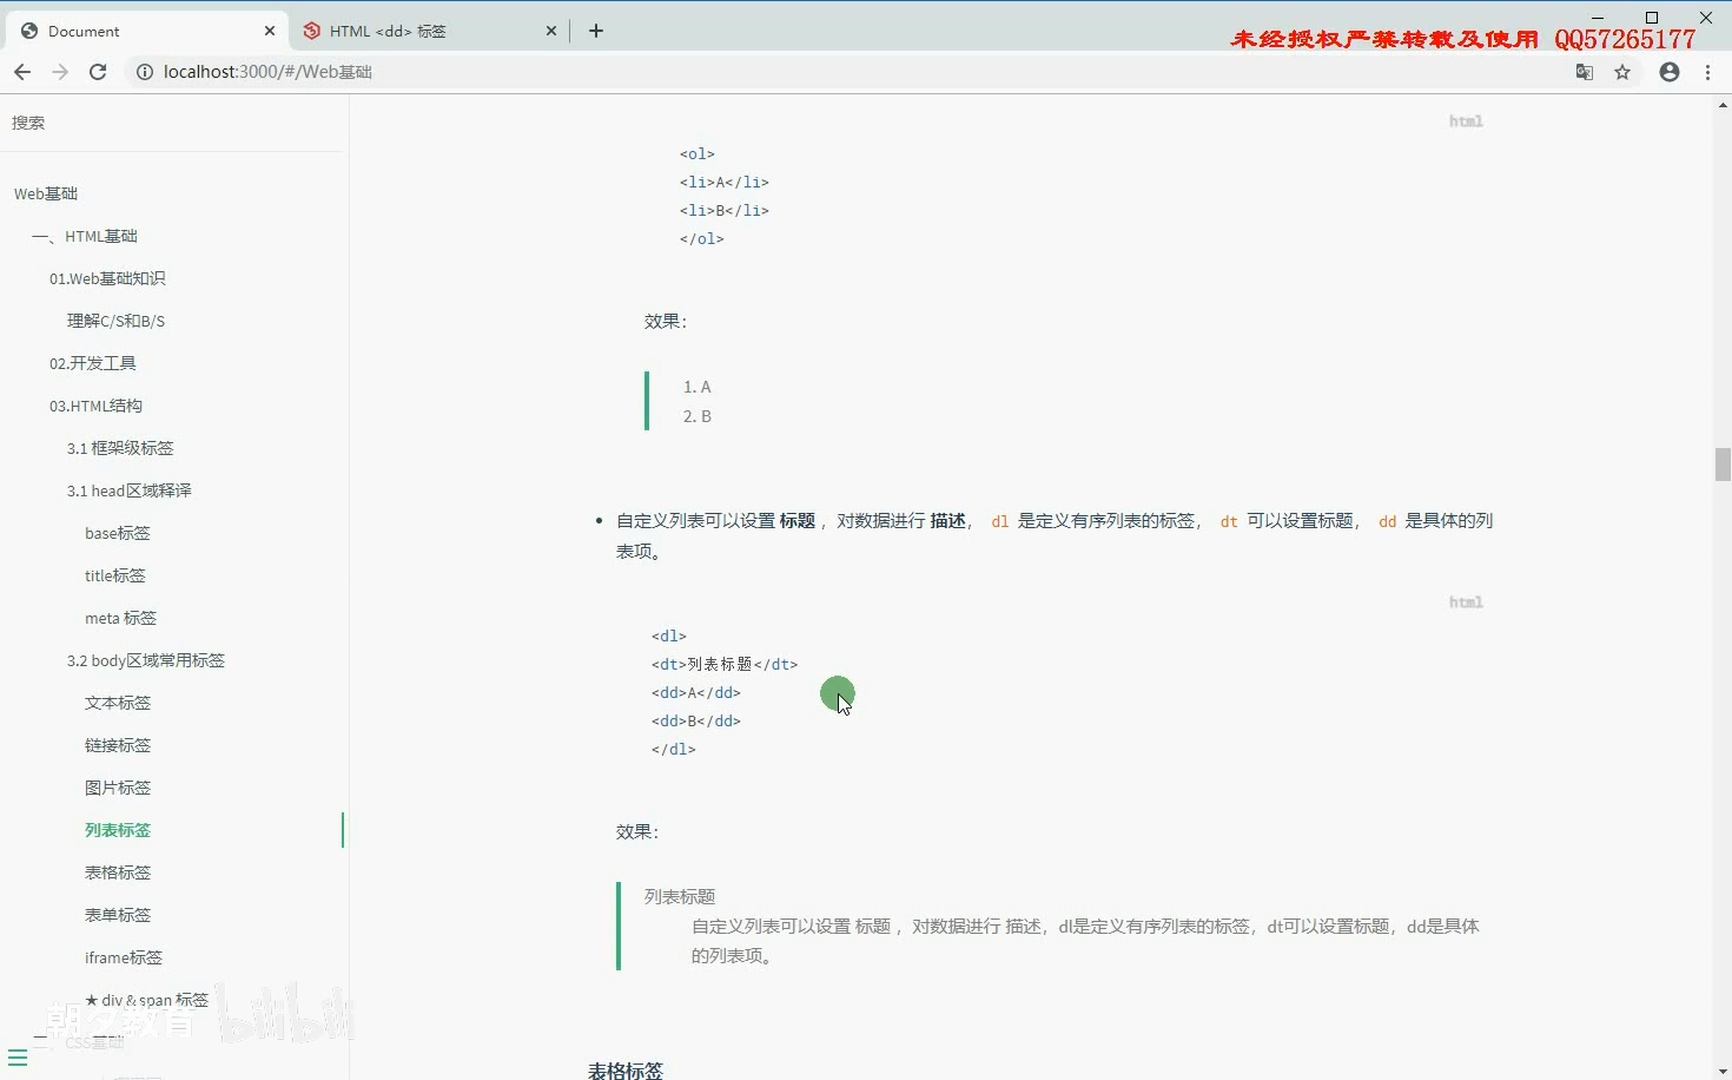 Document
HTML <dd> 标签
未经授权严禁转载及使用 QQ57265177
localhost:3000/#/Web基础
搜索
Web基础
一、HTML基础
01.Web基础知识
理解C/S和B/S
02.开发工具
03.HTML结构
3.1 框架级标签
3.1 head区域释译
base标签
title标签
meta 标签
3.2 body区域常用标签
文本标签
链接标签
图片标签
列表标签
表格标签
表单标签
iframe标签
★ div & span 标签
二、CSS基础
朝夕教育 bilibili
html
<ol>
<li>A</li>
<li>B</li>
</ol>
效果：
1. A
2. B
• 自定义列表可以设置 标题 ，对数据进行 描述， dl 是定义有序列表的标签， dt 可以设置标题， dd 是具体的列
表项。
html
<dl>
<dt>列表标题</dt>
<dd>A</dd>
<dd>B</dd>
</dl>
效果：
列表标题
自定义列表可以设置 标题 ，对数据进行 描述，dl是定义有序列表的标签，dt可以设置标题，dd是具体
的列表项。
表格标签